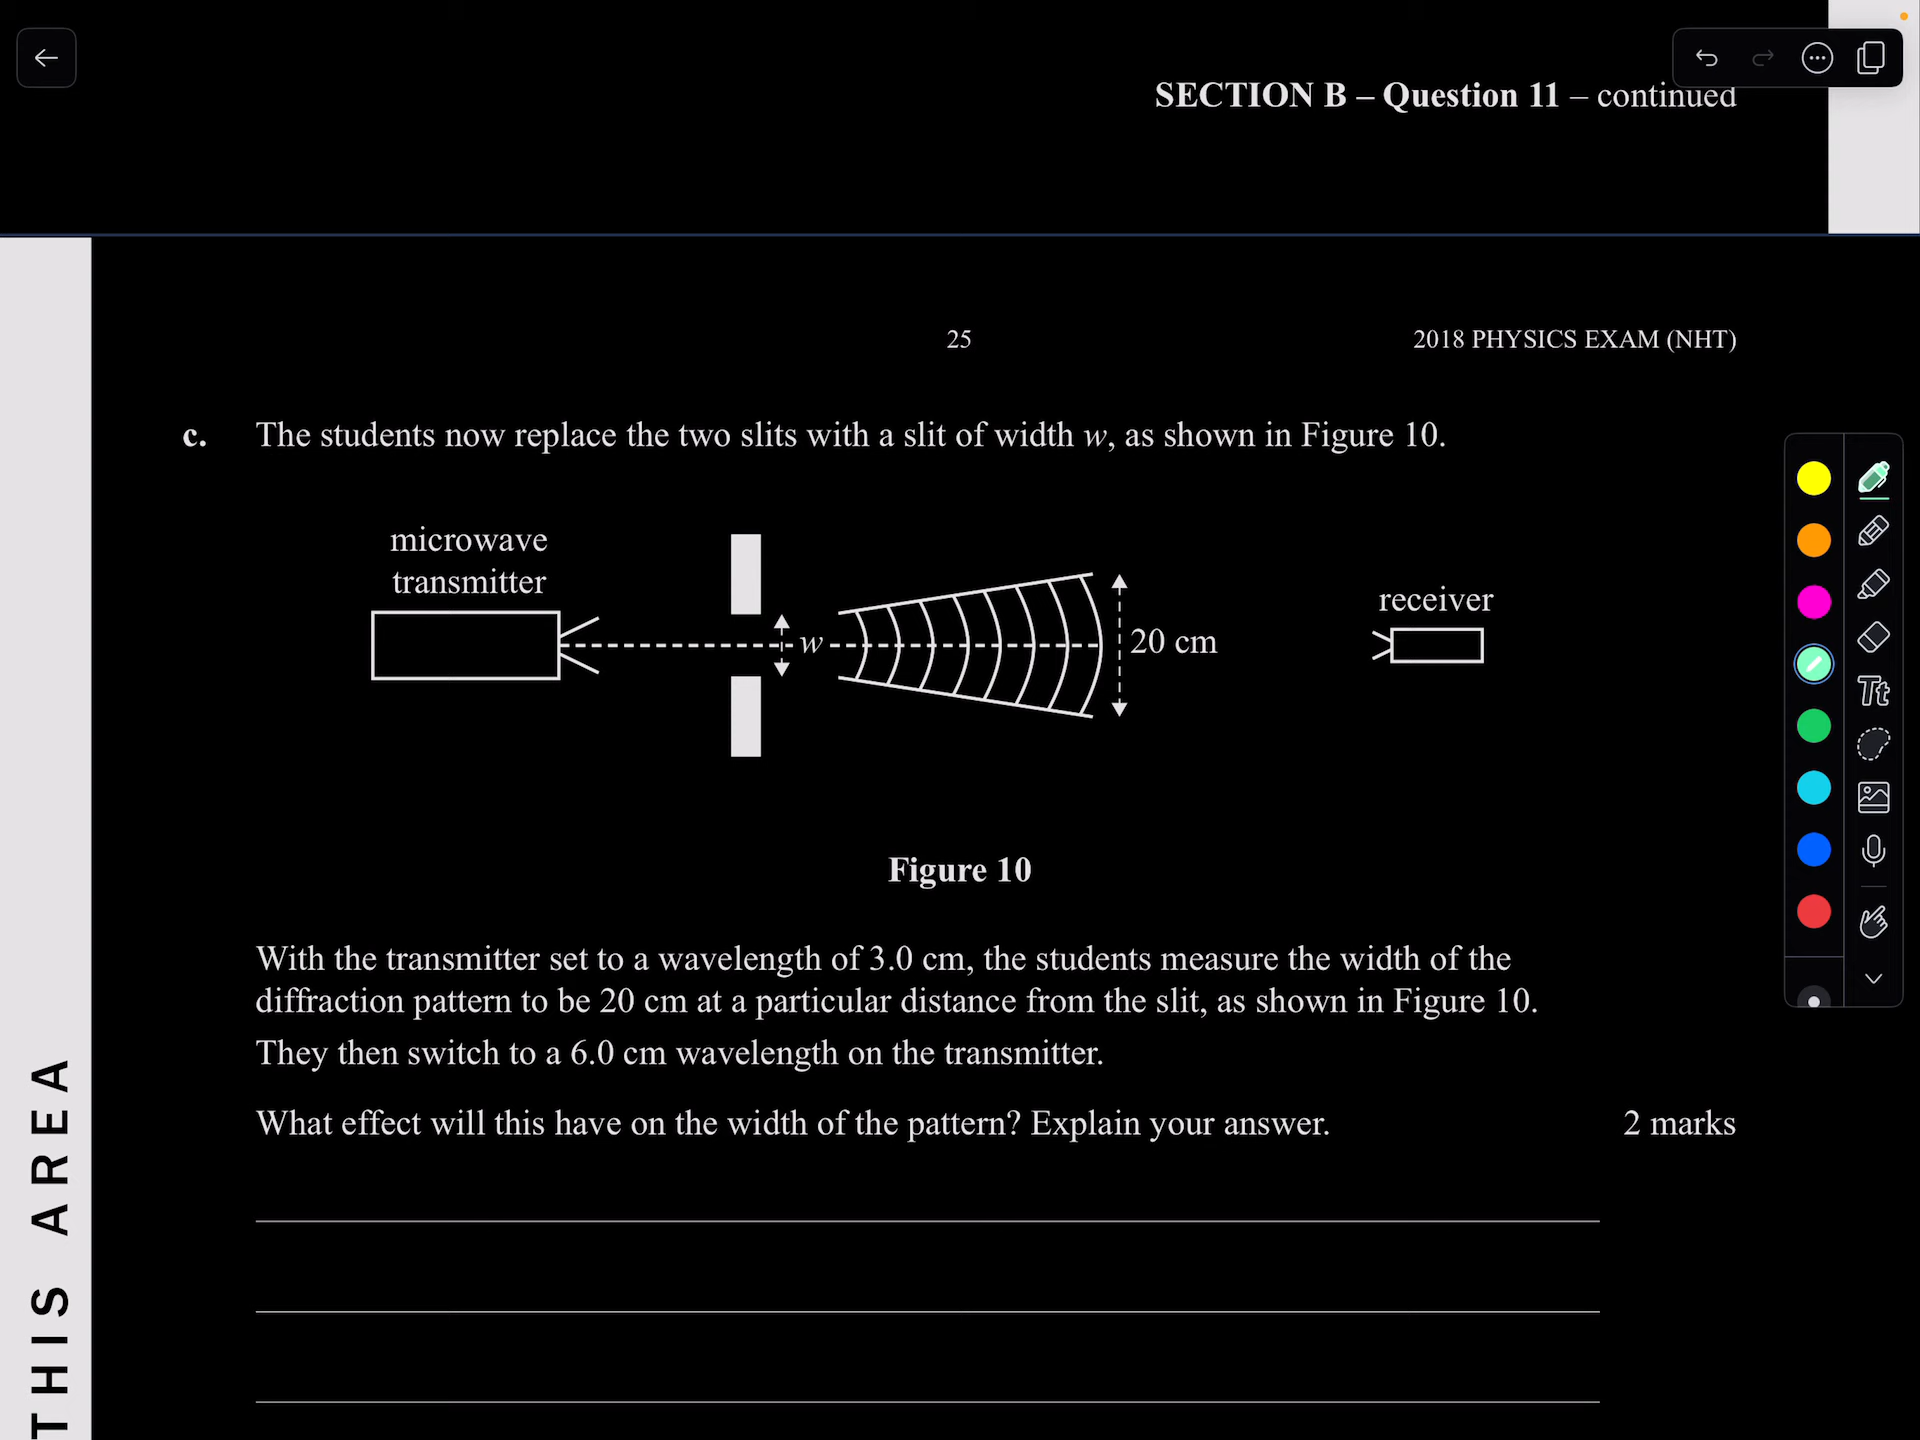 SECTION B – Question 11 – continued
25
2018 PHYSICS EXAM (NHT)
c. The students now replace the two slits with a slit of width w, as shown in Figure 10.
microwave
transmitter
w
20 cm
receiver
Figure 10
With the transmitter set to a wavelength of 3.0 cm, the students measure the width of the
diffraction pattern to be 20 cm at a particular distance from the slit, as shown in Figure 10.
They then switch to a 6.0 cm wavelength on the transmitter.
What effect will this have on the width of the pattern? Explain your answer.
2 marks
THIS AREA
Tt